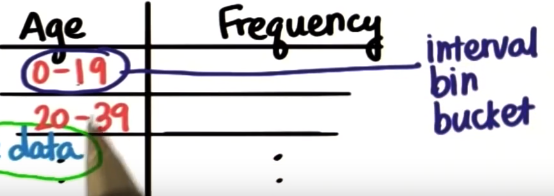 Age Frequency
0-19 interval
bin
20-39 bucket
data